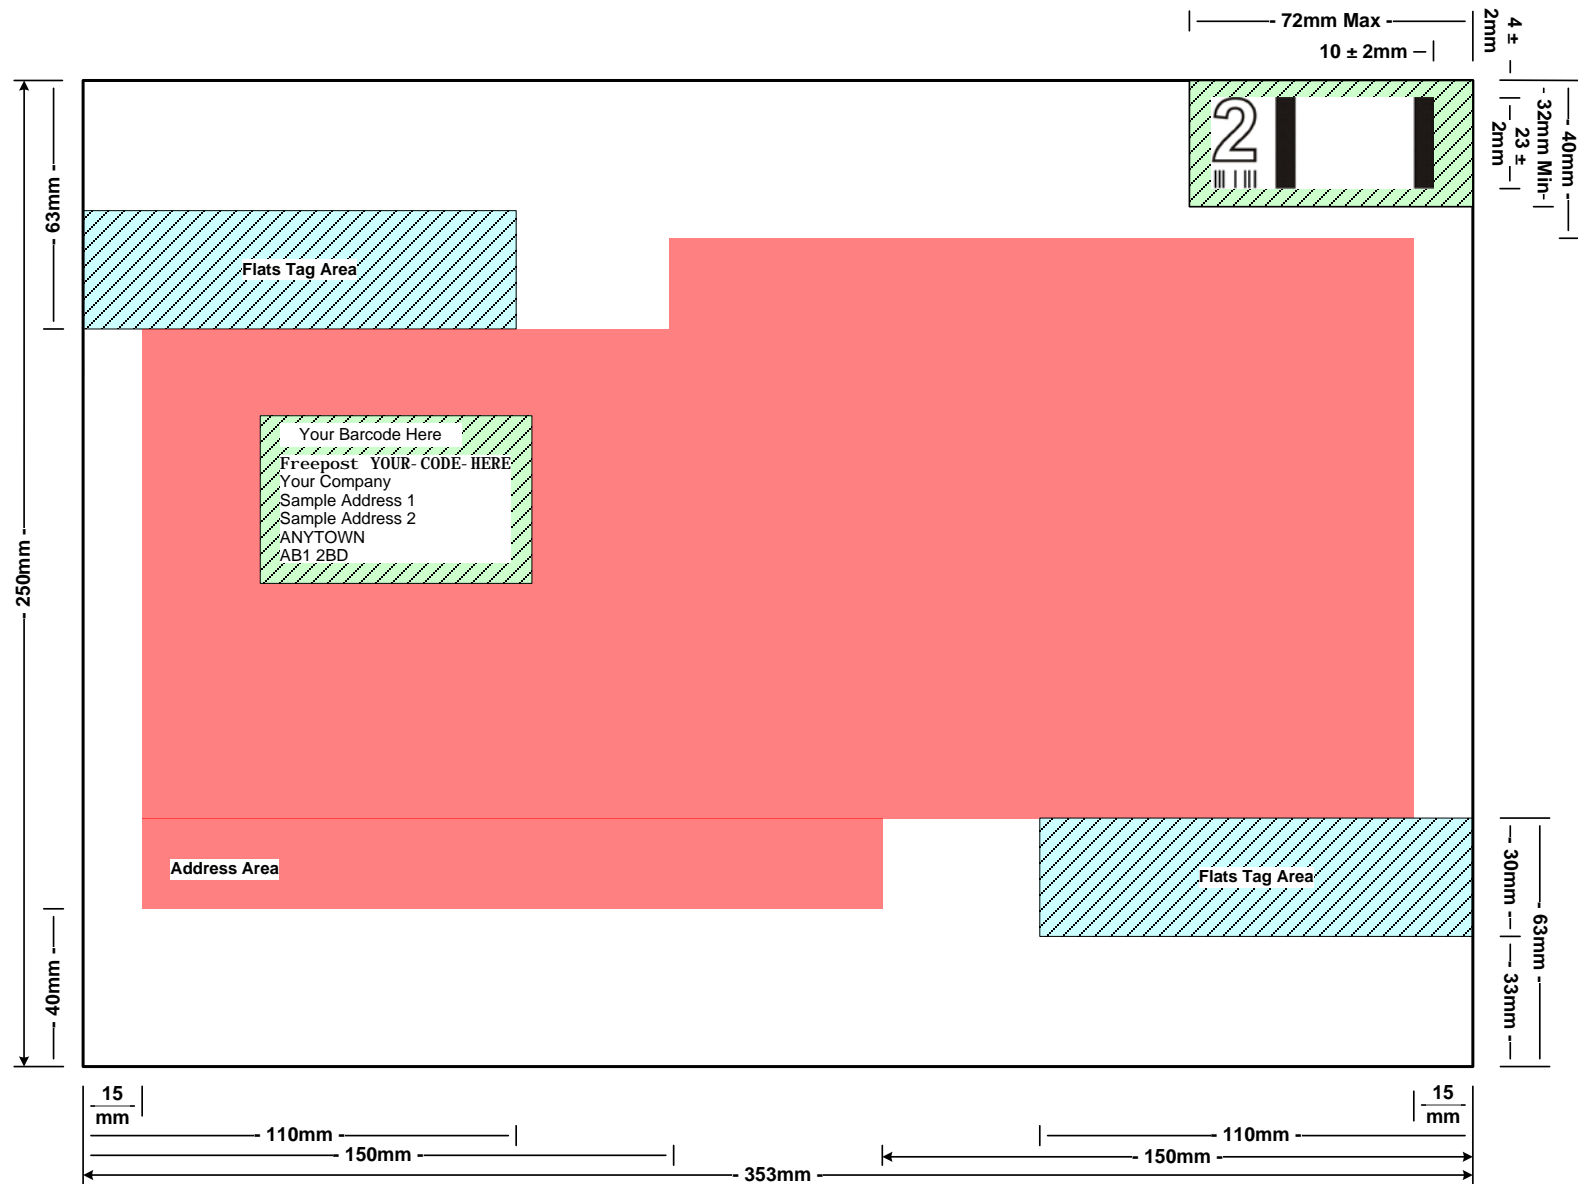 - 72mm Max -
4 ± 2mm
10 ± 2mm
2
- 32mm Min-
23 ± 2mm
- 40mm -
- 63mm -
Flats Tag Area
Your Barcode Here
Freepost YOUR-CODE-HERE
Your Company
Sample Address 1
Sample Address 2
ANYTOWN
AB1 2BD
- 250mm -
Address Area
Flats Tag Area
- 30mm -
- 63mm -
- 40mm -
- 33mm -
15
mm
15
mm
- 110mm -
- 110mm -
- 150mm -
- 150mm -
- 353mm -